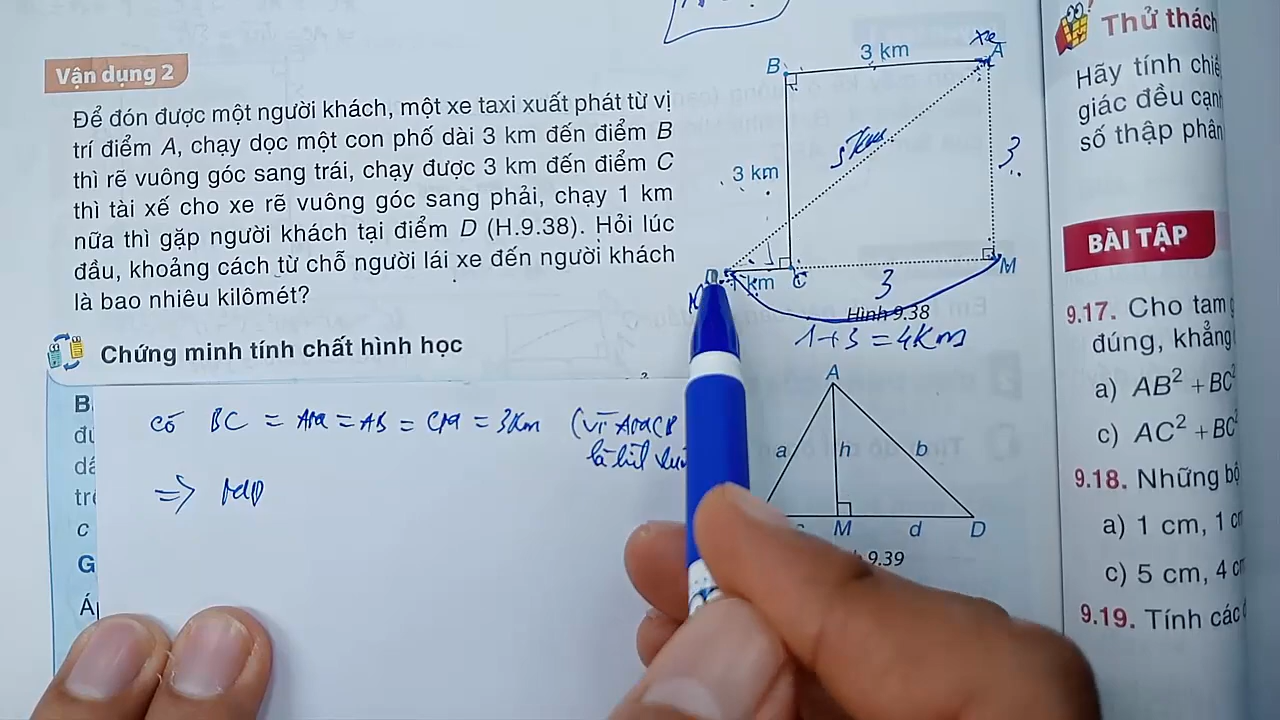 Vận dụng 2
Để đón được một người khách, một xe taxi xuất phát từ vị
trí điểm A, chạy dọc một con phố dài 3 km đến điểm B
thì rẽ vuông góc sang trái, chạy được 3 km đến điểm C
thì tài xế cho xe rẽ vuông góc sang phải, chạy 1 km
nữa thì gặp người khách tại điểm D (H.9.38). Hỏi lúc
đầu, khoảng cách từ chỗ người lái xe đến người khách
là bao nhiêu kilômét?
xe
B
3 km
A
5km
3 km
3
km
C
3
M
Hình 9.38
1+3 = 4km
Chứng minh tính chất hình học
B
đu
dấ
trê
c
G
Á
có BC = AM = AB = CM = 3km (vì
là hình
=> MD
A
a
h
b
M
d
D
9.39
Thử thách
Hãy tính chiề
giác đều cạnh
số thập phân
BÀI TẬP
9.17. Cho tam g
đúng, khẳng
a) AB² + BC²
c) AC² + BC²
9.18. Những bộ
a) 1 cm, 1 c
c) 5 cm, 4 c
9.19. Tính các